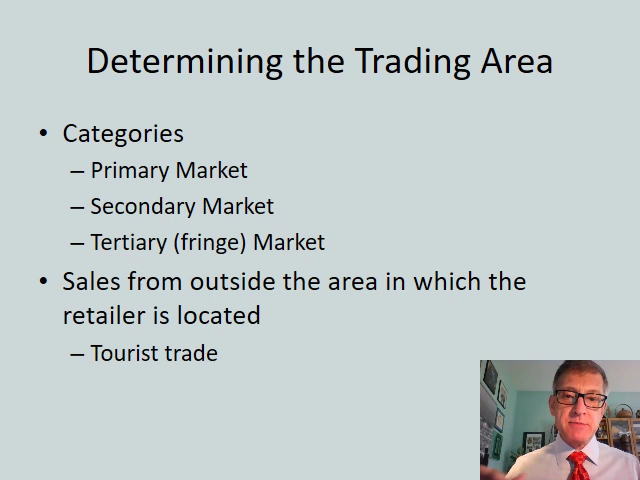 Determining the Trading Area
• Categories
– Primary Market
– Secondary Market
– Tertiary (fringe) Market
• Sales from outside the area in which the
retailer is located
– Tourist trade